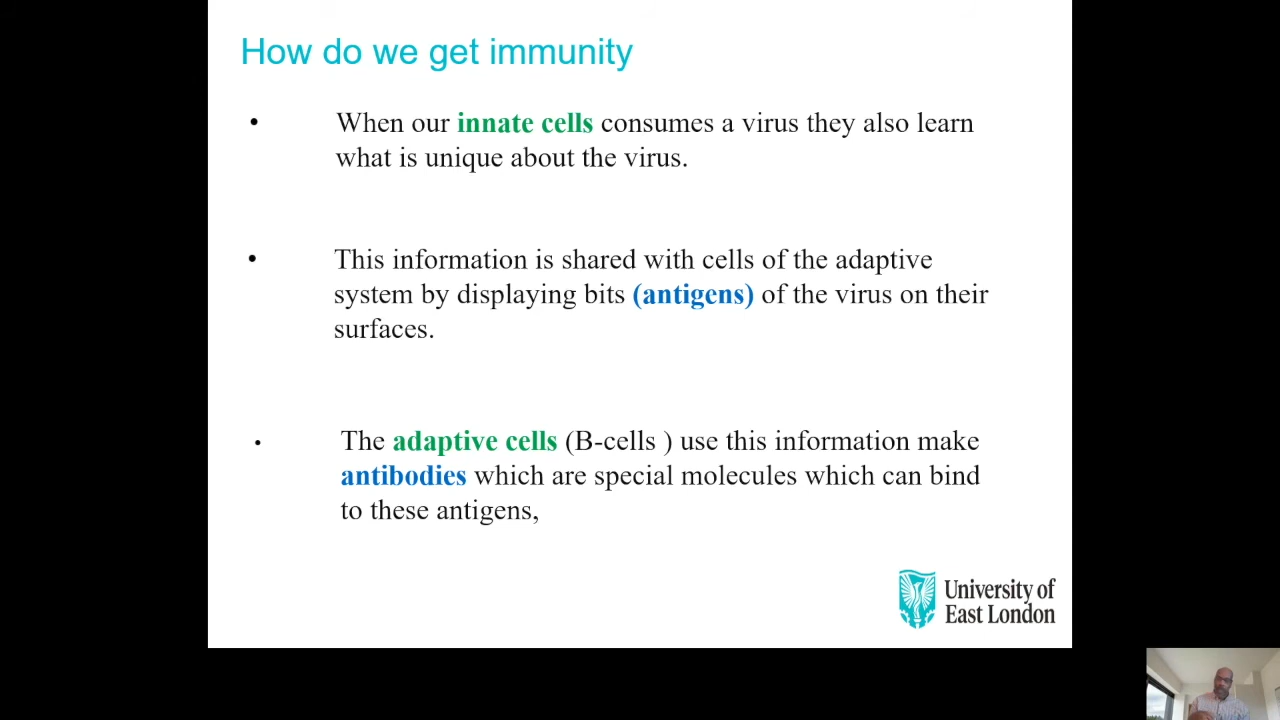 How do we get immunity
• When our innate cells consumes a virus they also learn
what is unique about the virus.
• This information is shared with cells of the adaptive
system by displaying bits (antigens) of the virus on their
surfaces.
• The adaptive cells (B-cells ) use this information make
antibodies which are special molecules which can bind
to these antigens,
University of
East London